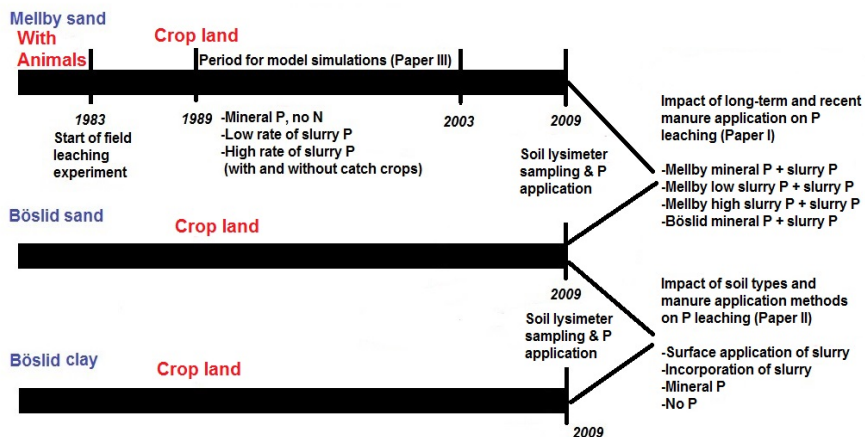 Mellby sand
With
Animals
Crop land
Period for model simulations (Paper III)
1983
1989
2003
2009
Start of field
leaching
experiment
-Mineral P, no N
-Low rate of slurry P
-High rate of slurry P
(with and without catch crops)
Soil lysimeter
sampling & P
application
Impact of long-term and recent
manure application on P
leaching (Paper I)
-Mellby mineral P + slurry P
-Mellby low slurry P + slurry P
-Mellby high slurry P + slurry P
-Böslid mineral P + slurry P
Böslid sand
Crop land
2009
Soil lysimeter
sampling & P
application
Impact of soil types and
manure application methods
on P leaching (Paper II)
-Surface application of slurry
-Incorporation of slurry
-Mineral P
-No P
Böslid clay
Crop land
2009